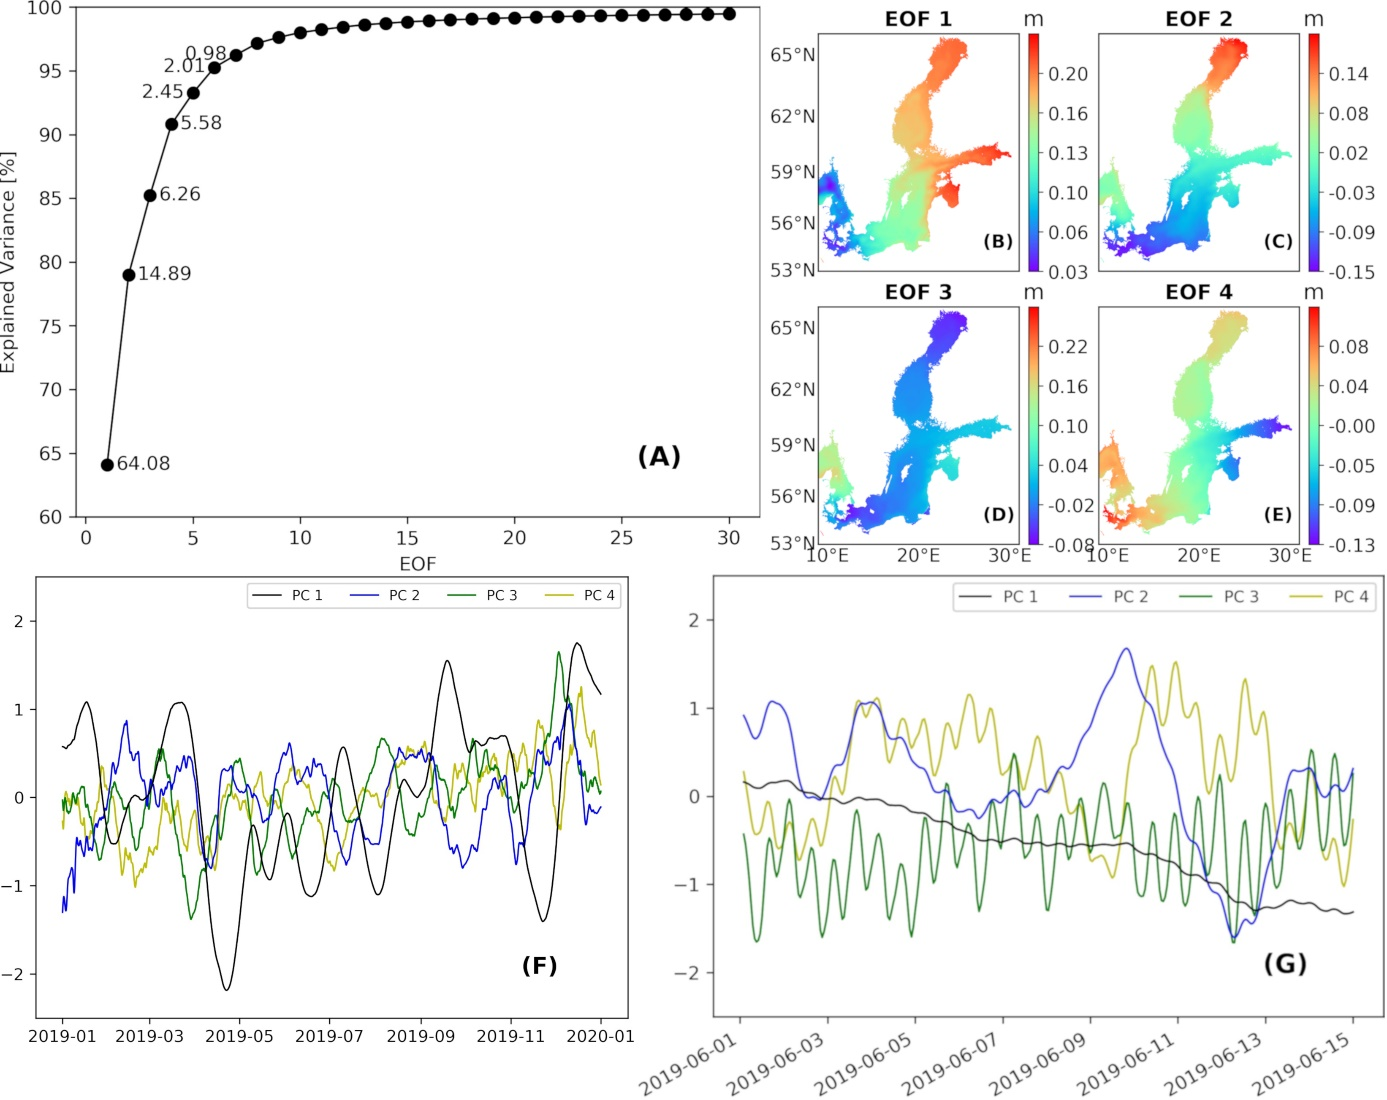 Explained Variance [%]
100
95
90
85
80
75
70
65
60
64.08
14.89
6.26
5.58
2.45
2.01
0.98
(A)
0 5 10 15 20 25 30
EOF
EOF 1 m
65°N
62°N
59°N
56°N
53°N
(B)
0.20
0.16
0.13
0.10
0.06
0.03
EOF 2 m
(C)
0.14
0.08
0.02
-0.03
-0.09
-0.15
EOF 3 m
65°N
62°N
59°N
56°N
53°N
(D)
10°E 20°E 30°E
0.22
0.16
0.10
0.04
-0.02
-0.08
EOF 4 m
(E)
10°E 20°E 30°E
0.08
0.04
-0.00
-0.05
-0.09
-0.13
PC 1 PC 2 PC 3 PC 4
2
1
0
−1
−2
(F)
2019-01 2019-03 2019-05 2019-07 2019-09 2019-11 2020-01
PC 1 PC 2 PC 3 PC 4
2
1
0
−1
−2
(G)
2019-06-01 2019-06-03 2019-06-05 2019-06-07 2019-06-09 2019-06-11 2019-06-13 2019-06-15